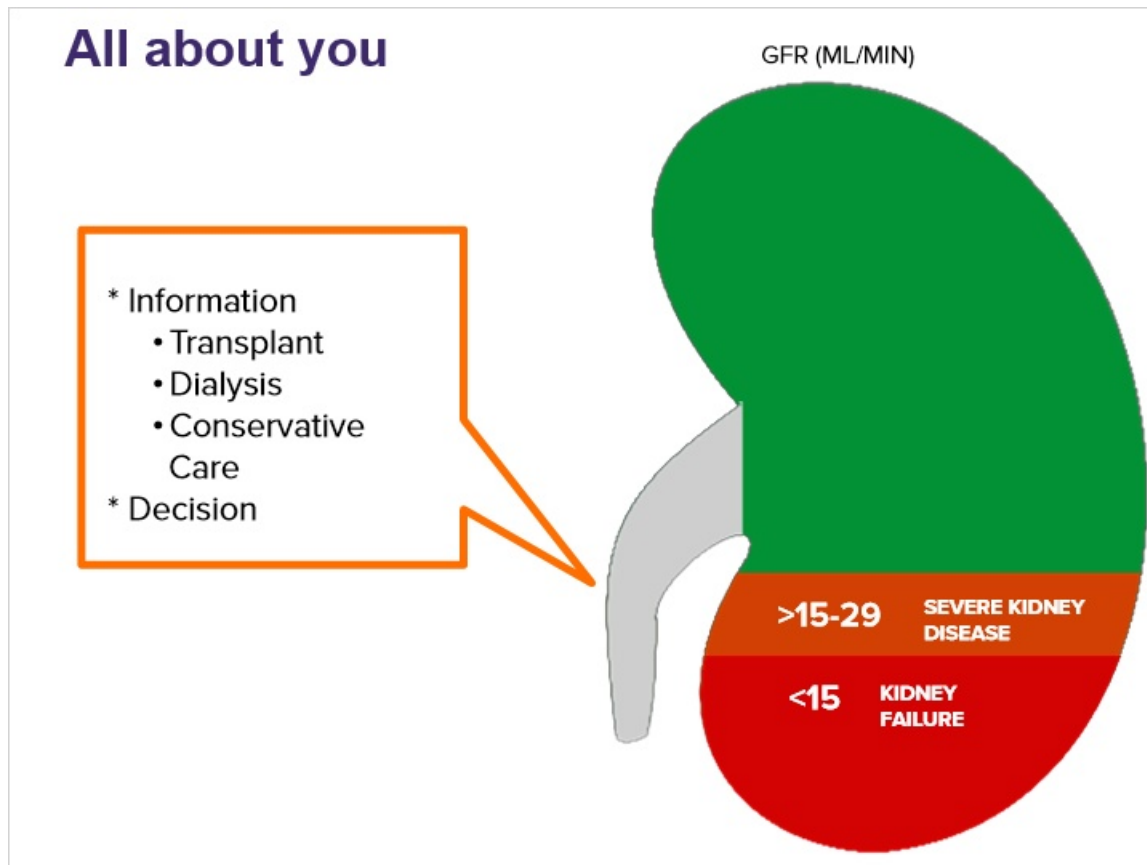 All about you
GFR (ML/MIN)
* Information
• Transplant
• Dialysis
• Conservative
Care
* Decision
>15-29 SEVERE KIDNEY
DISEASE
<15 KIDNEY
FAILURE